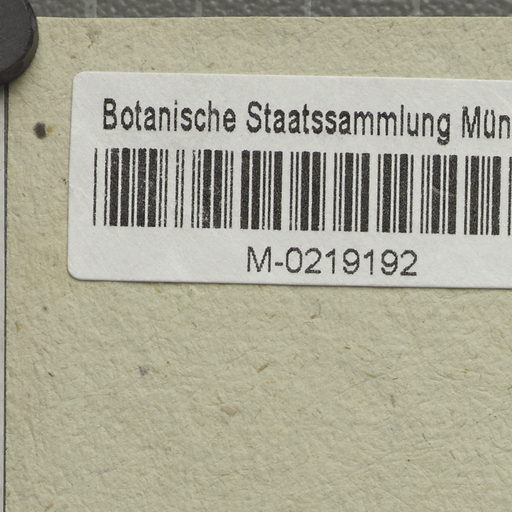 Botanische Staatssammlung Mün
M-0219192